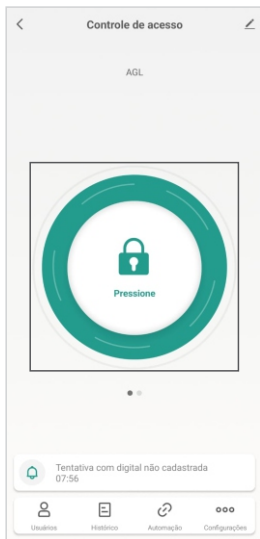 Controle de acesso
AGL
Pressione
Tentativa com digital não cadastrada
07:56
Usuários Histórico Automação Configurações